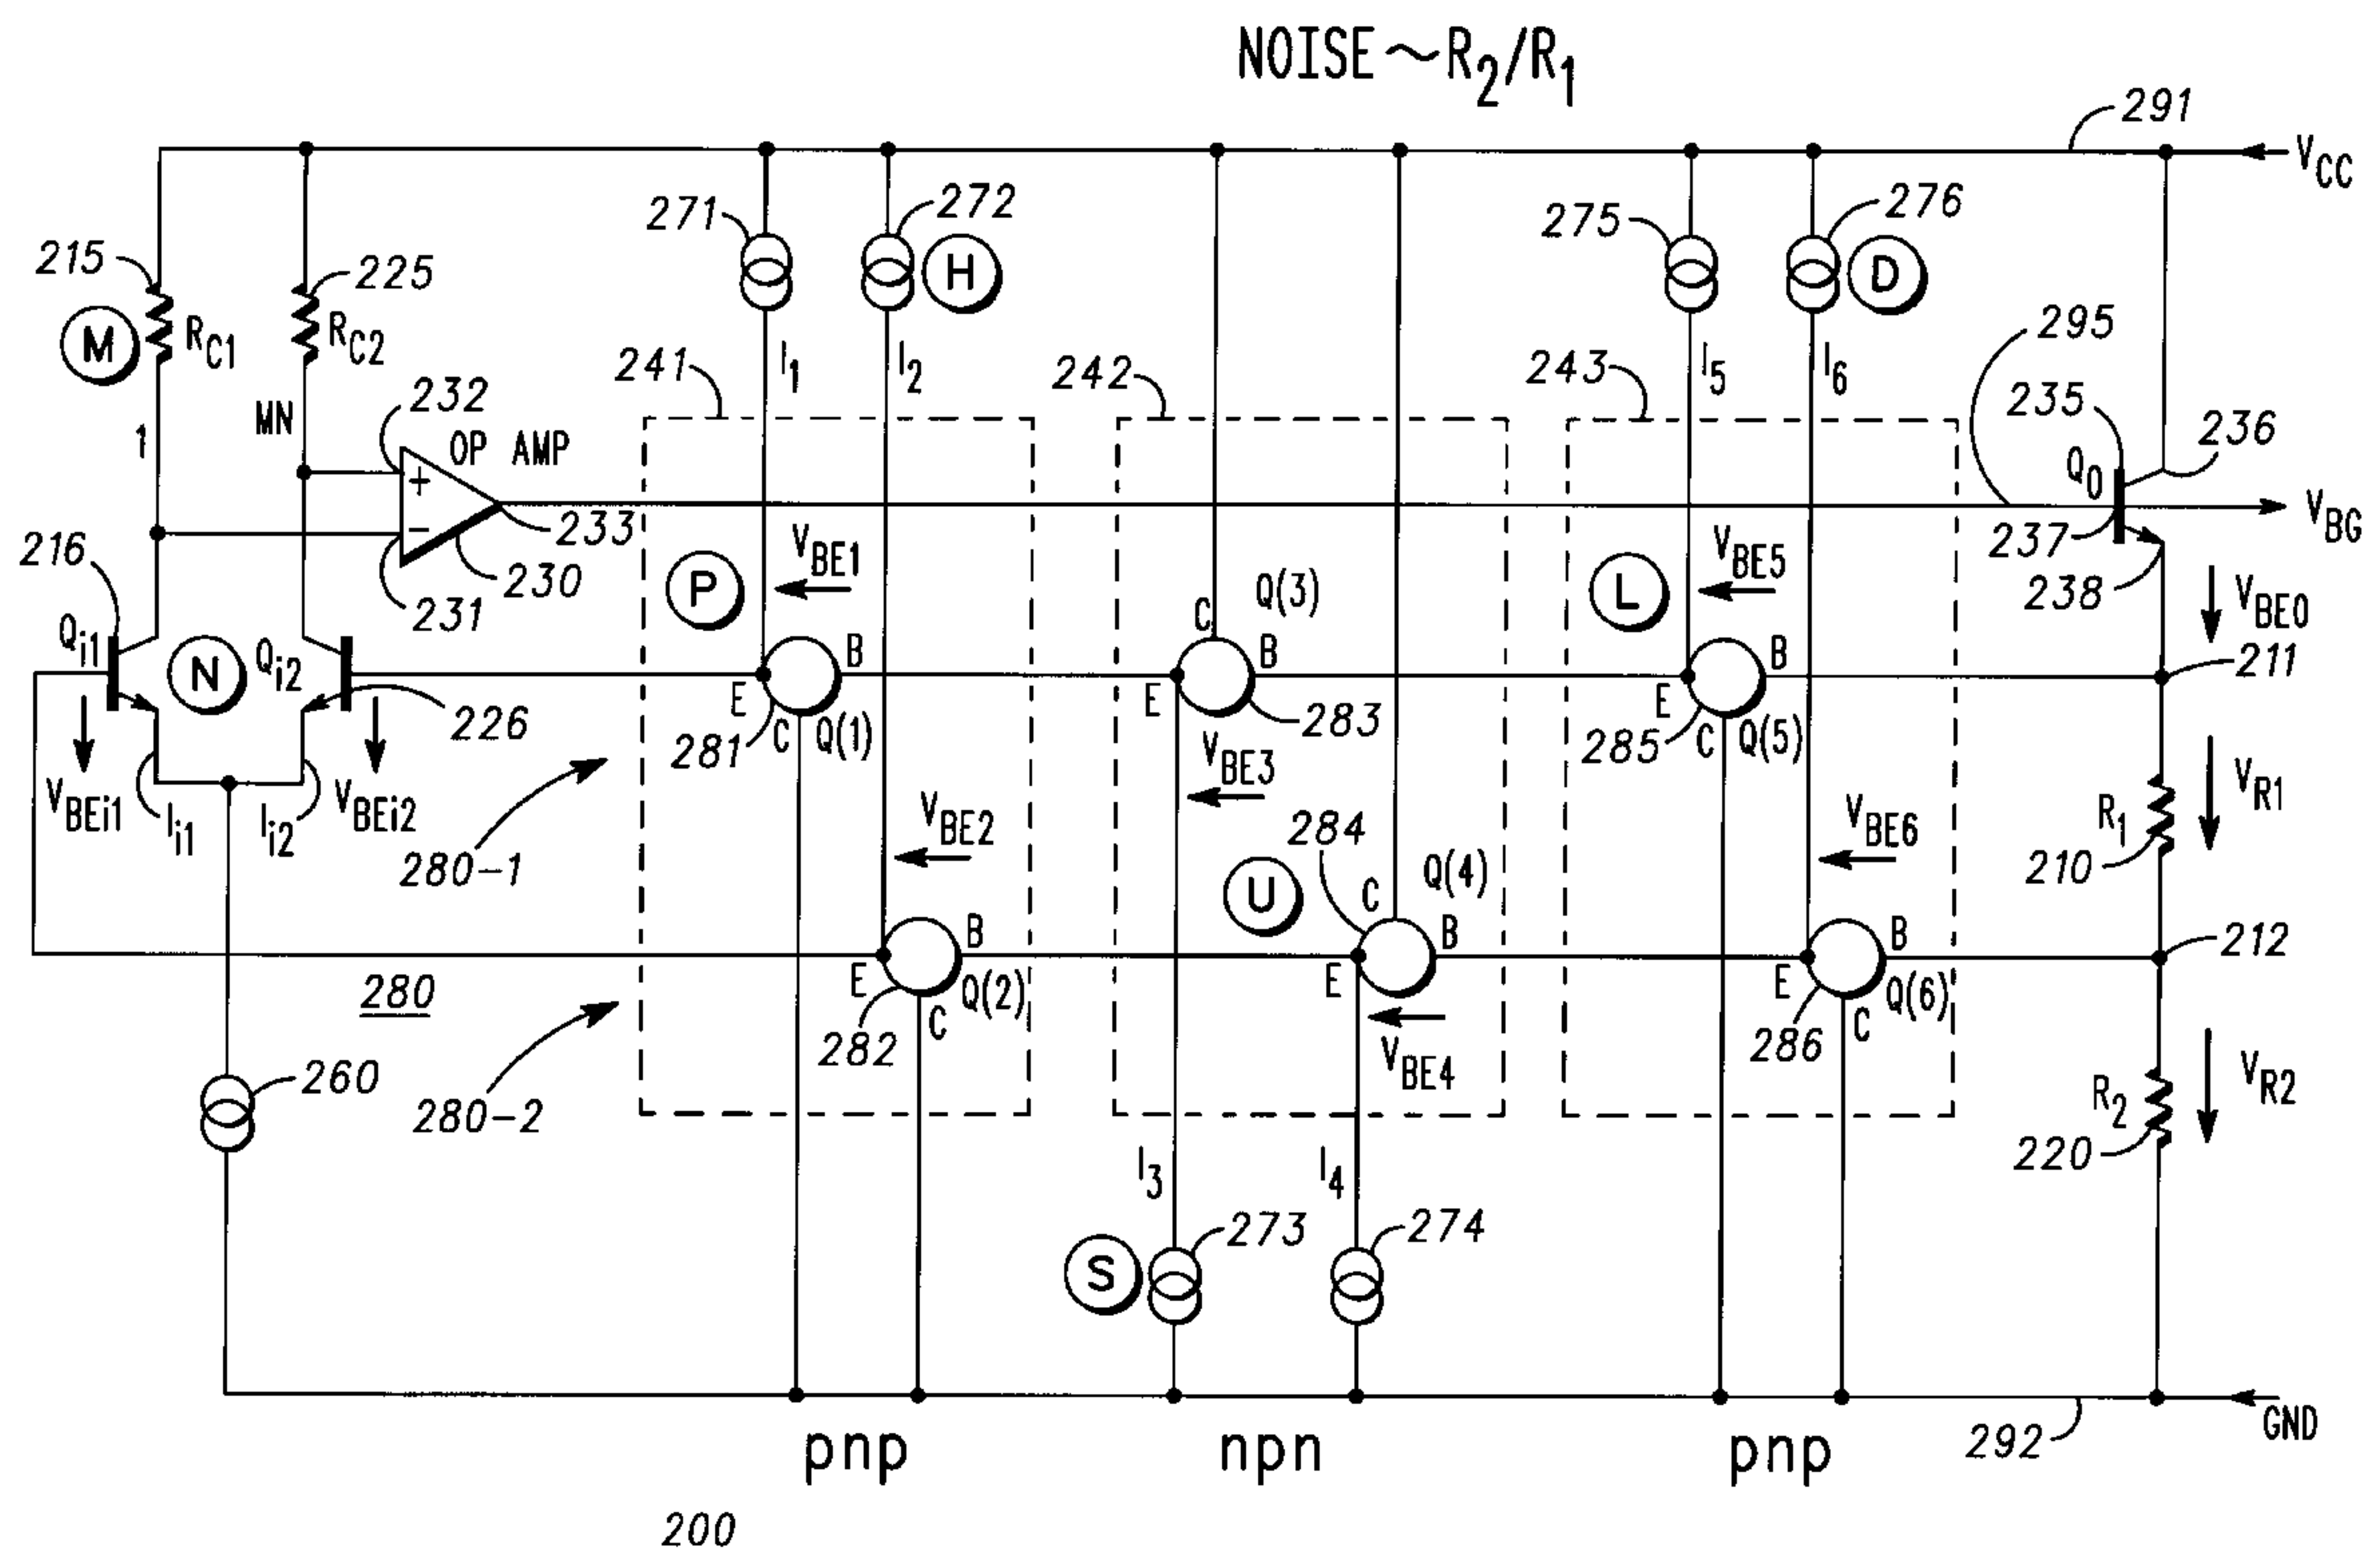 NOISE ~ R2/R1
291
VCC
271
272
H
275
276
D
215
M
RC1
225
RC2
241
I1
I2
242
243
I5
I6
295
235
236
232
1
MN
OP AMP
+
-
233
230
231
Q0
237
238
VBG
VBE0
216
Qi1
N
Qi2
226
P
VBE1
E
B
C
Q(1)
281
C
Q(3)
B
E
283
VBE3
L
VBE5
E
B
C
Q(5)
285
211
VBEi1
Ii1
Ii2
VBEi2
280-1
VBE2
284
U
C
Q(4)
B
E
VBE4
VBE6
R1
210
VR1
280
280-2
E
B
Q(2)
C
282
E
B
Q(6)
C
286
212
260
R2
220
VR2
I3
I4
S
273
274
292
GND
pnp
npn
pnp
200